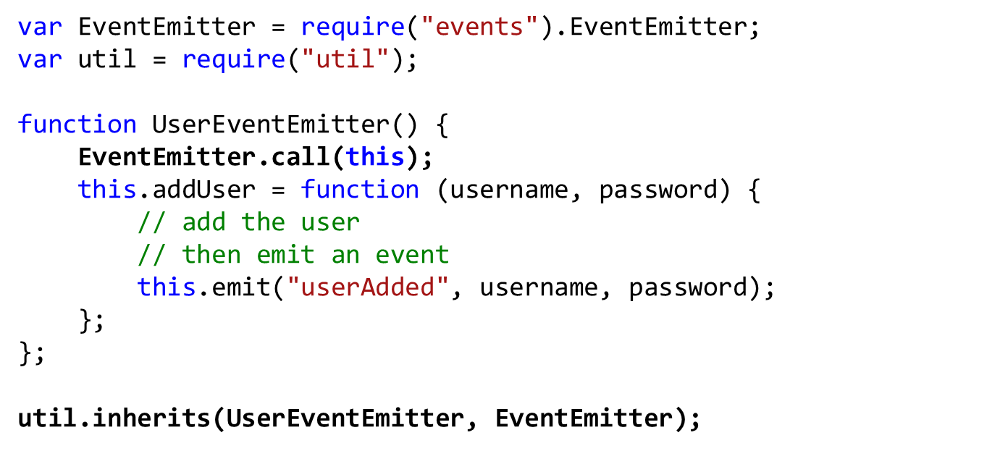 var EventEmitter = require("events").EventEmitter;
var util = require("util");

function UserEventEmitter() {
    EventEmitter.call(this);
    this.addUser = function (username, password) {
        // add the user
        // then emit an event
        this.emit("userAdded", username, password);
    };
};

util.inherits(UserEventEmitter, EventEmitter);